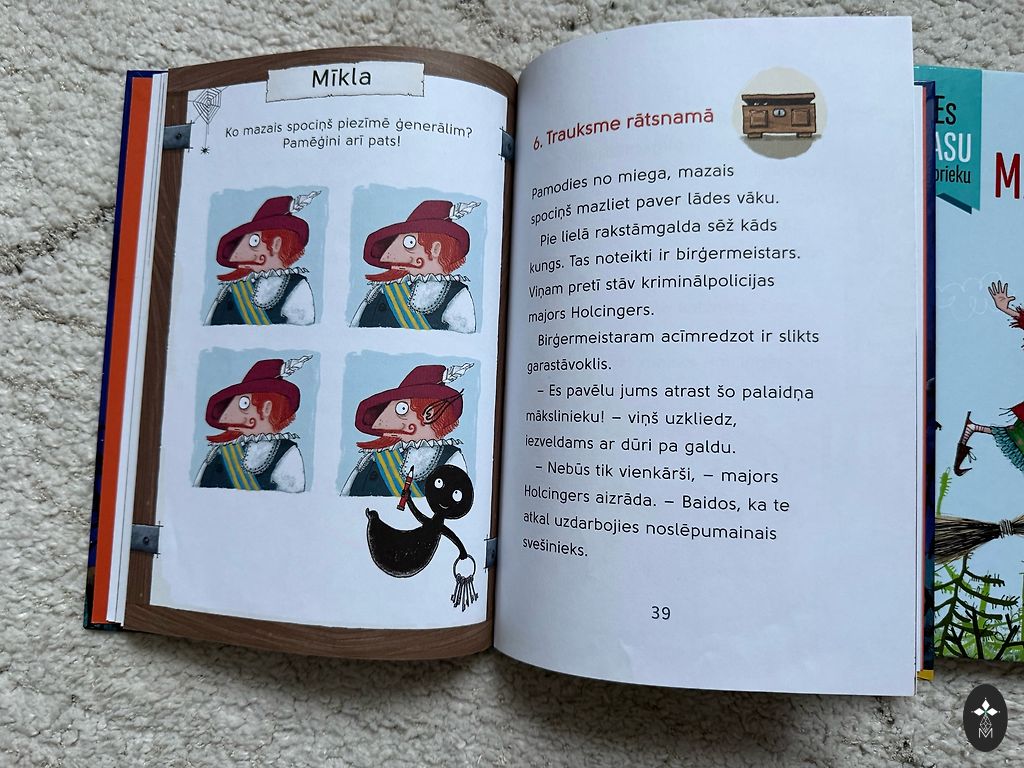 Mīkla
Ko mazais spociņš piezīmē ģenerālim?
Pamēģini arī pats!
6. Trauksme rātsnamā
Pamodies no miega, mazais
spociņš mazliet paver lādes vāku.
Pie lielā rakstāmgalda sēž kāds
kungs. Tas noteikti ir birģermeistars.
Viņam pretī stāv kriminālpolicijas
majors Holcingers.
Birģermeistaram acīmredzot ir slikts
garastāvoklis.
– Es pavēlu jums atrast šo palaidņa
mākslinieku! – viņš uzkliedz,
iezveldams ar dūri pa galdu.
– Nebūs tik vienkārši, – majors
Holcingers aizrāda. – Baidos, ka te
atkal uzdarbojies noslēpumainais
svešinieks.
39
ES
ASU
prieku
M
M